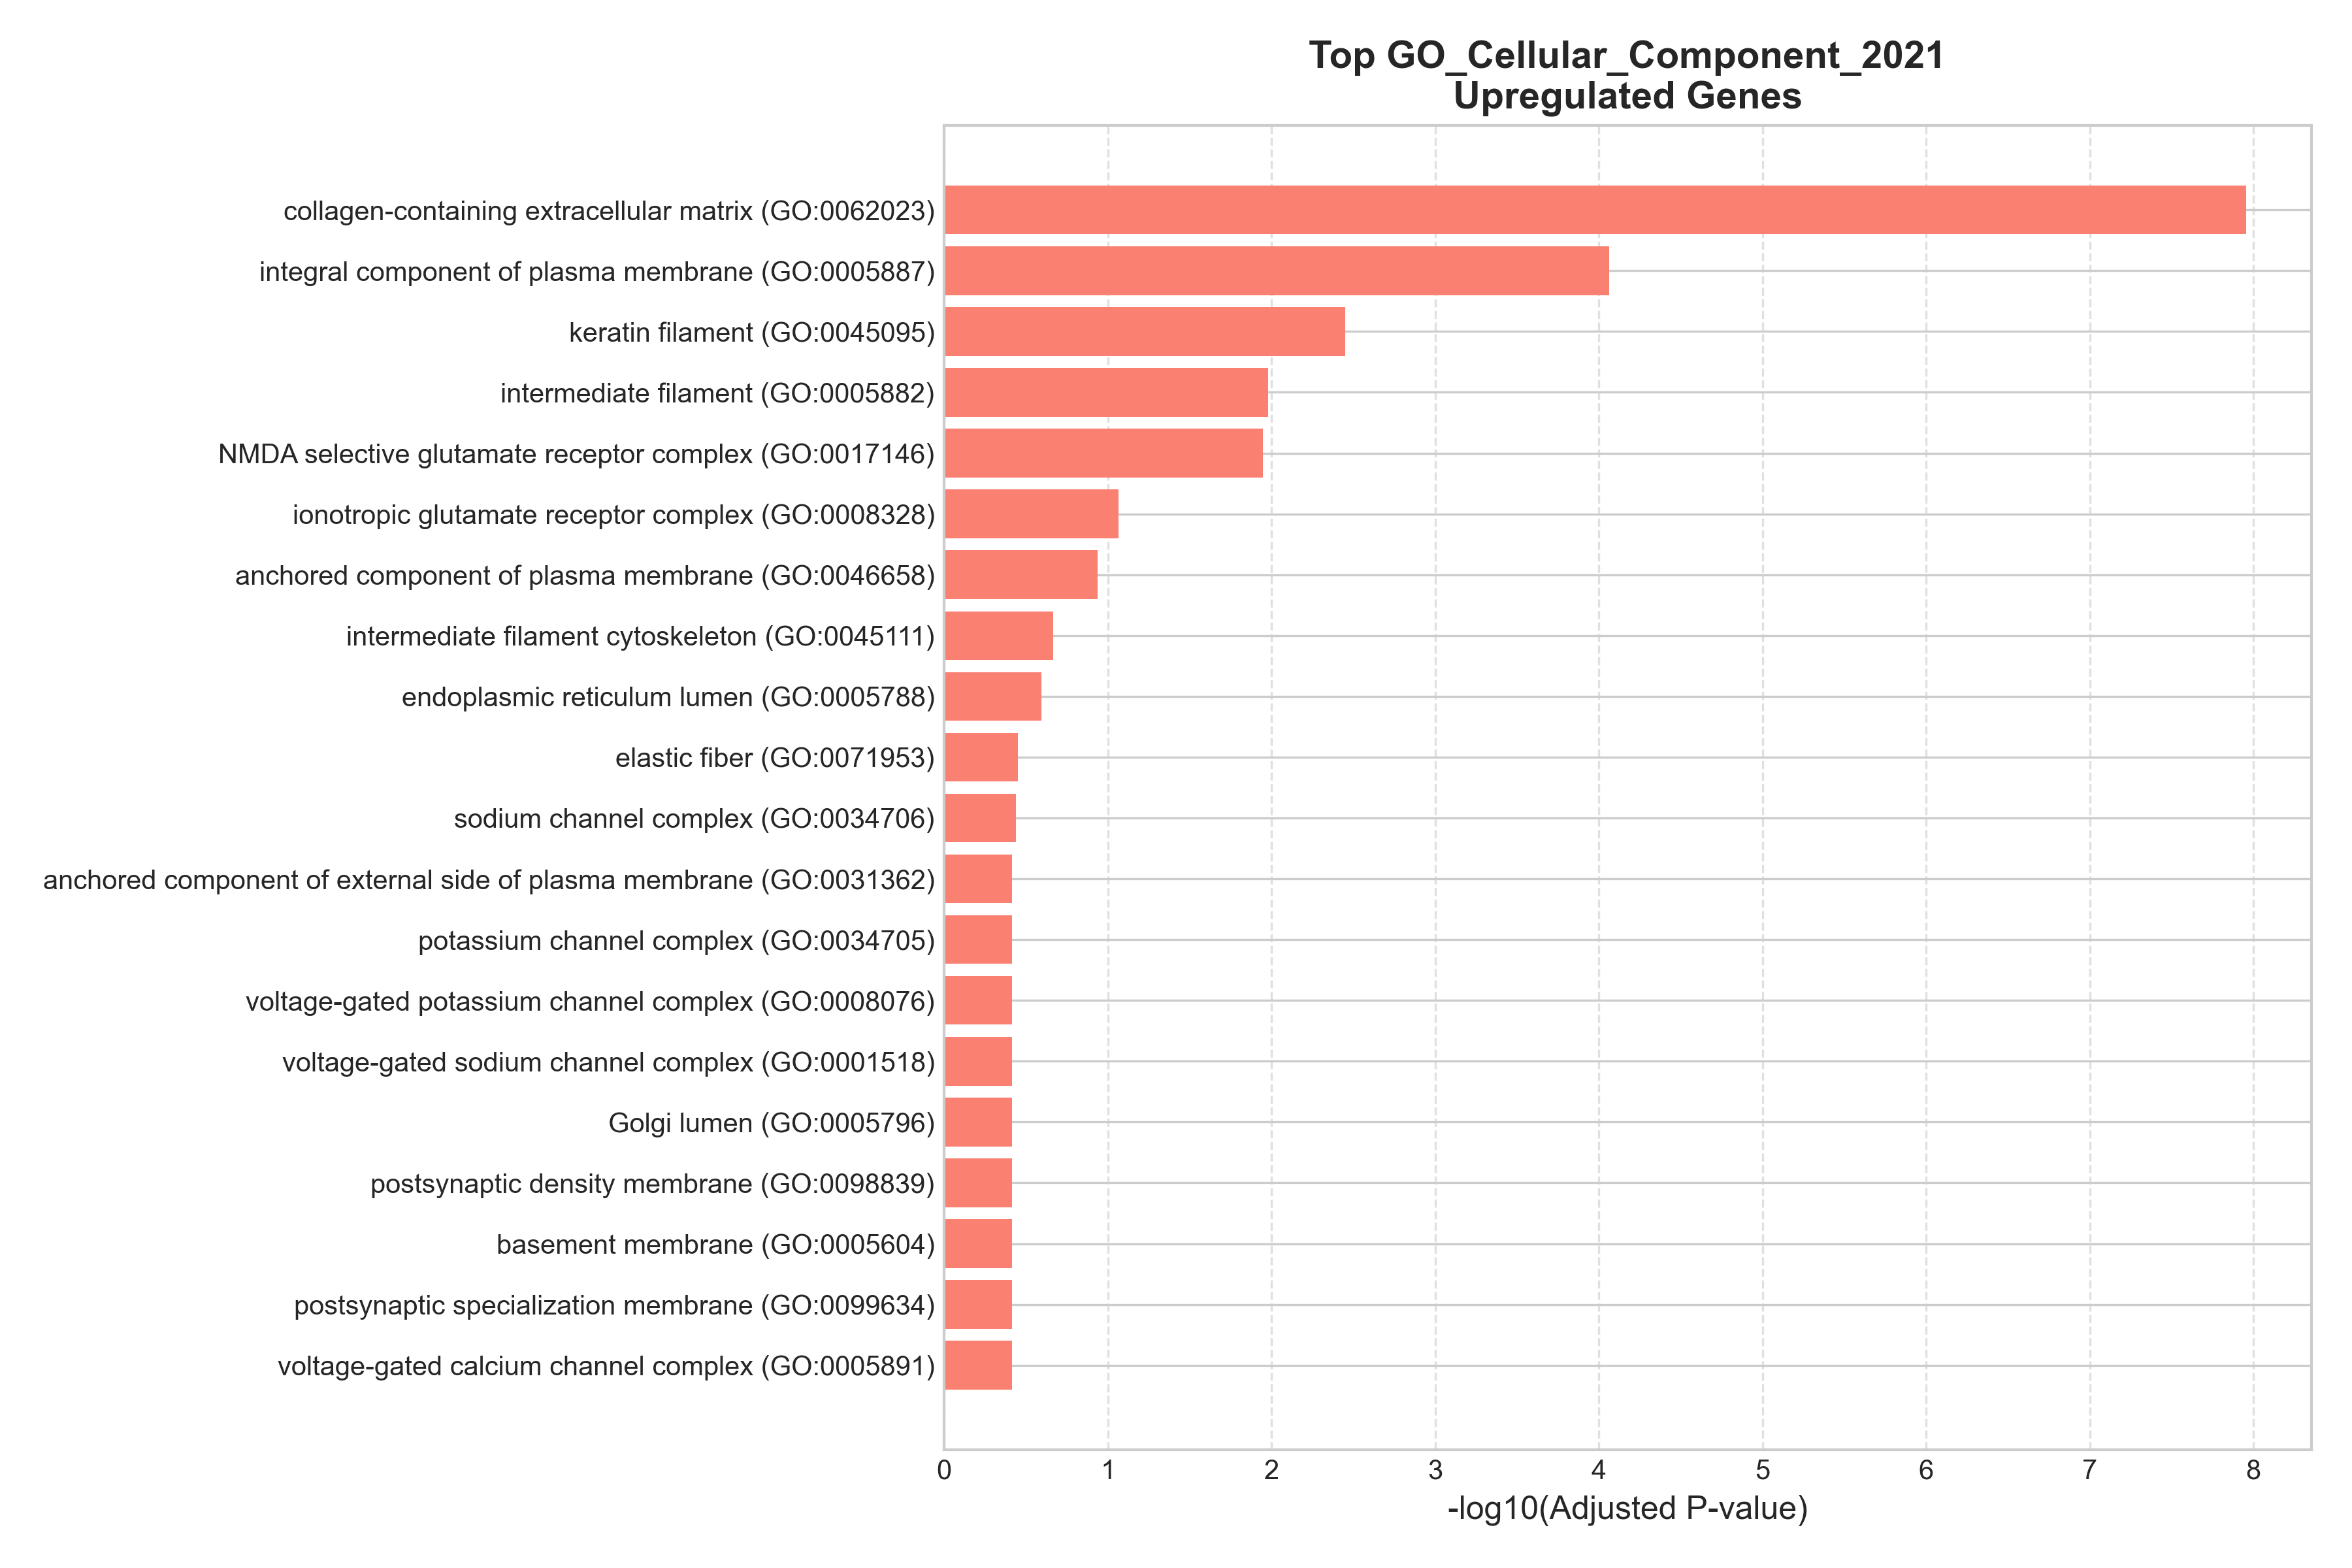 Top GO_Cellular_Component_2021
Upregulated Genes
collagen-containing extracellular matrix (GO:0062023)
integral component of plasma membrane (GO:0005887)
keratin filament (GO:0045095)
intermediate filament (GO:0005882)
NMDA selective glutamate receptor complex (GO:0017146)
ionotropic glutamate receptor complex (GO:0008328)
anchored component of plasma membrane (GO:0046658)
intermediate filament cytoskeleton (GO:0045111)
endoplasmic reticulum lumen (GO:0005788)
elastic fiber (GO:0071953)
sodium channel complex (GO:0034706)
anchored component of external side of plasma membrane (GO:0031362)
potassium channel complex (GO:0034705)
voltage-gated potassium channel complex (GO:0008076)
voltage-gated sodium channel complex (GO:0001518)
Golgi lumen (GO:0005796)
postsynaptic density membrane (GO:0098839)
basement membrane (GO:0005604)
postsynaptic specialization membrane (GO:0099634)
voltage-gated calcium channel complex (GO:0005891)
0 1 2 3 4 5 6 7 8
-log10(Adjusted P-value)